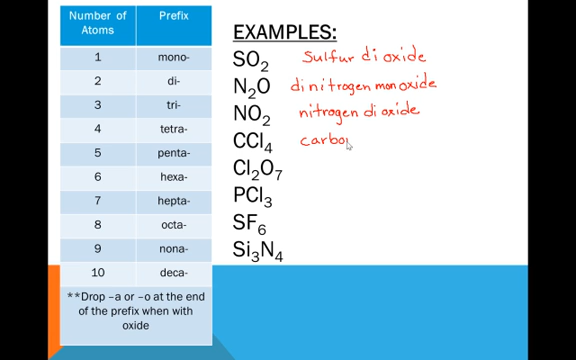 Number of Atoms Prefix
1 mono-
2 di-
3 tri-
4 tetra-
5 penta-
6 hexa-
7 hepta-
8 octa-
9 nona-
10 deca-
**Drop –a or –o at the end
of the prefix when with
oxide
EXAMPLES:
SO₂ Sulfur dioxide
N₂O dinitrogen monoxide
NO₂ nitrogen dioxide
CCl₄ carbon
Cl₂O₇
PCl₃
SF₆
Si₃N₄